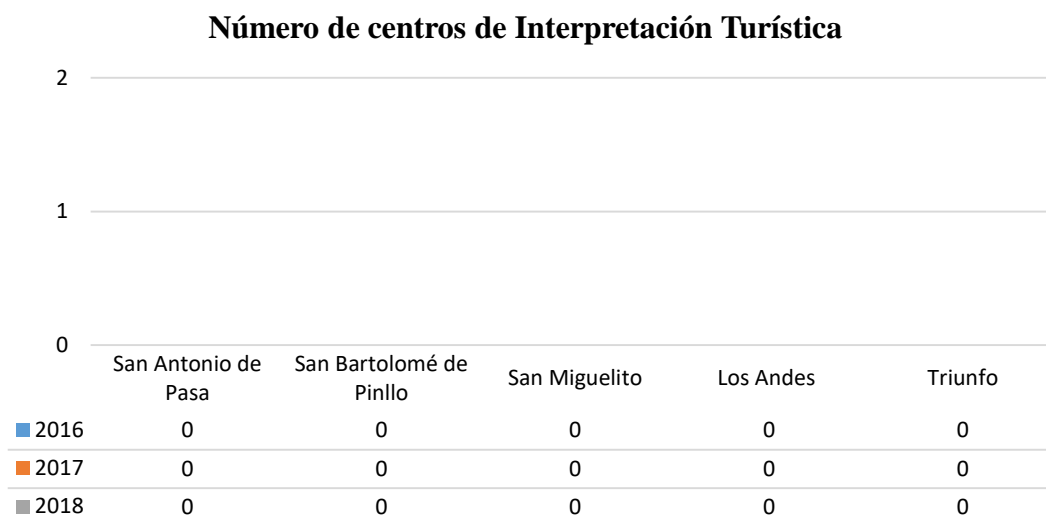 Número de centros de Interpretación Turística
2
1
0
San Antonio de Pasa San Bartolomé de Pinllo San Miguelito Los Andes Triunfo
2016 0 0 0 0 0
2017 0 0 0 0 0
2018 0 0 0 0 0